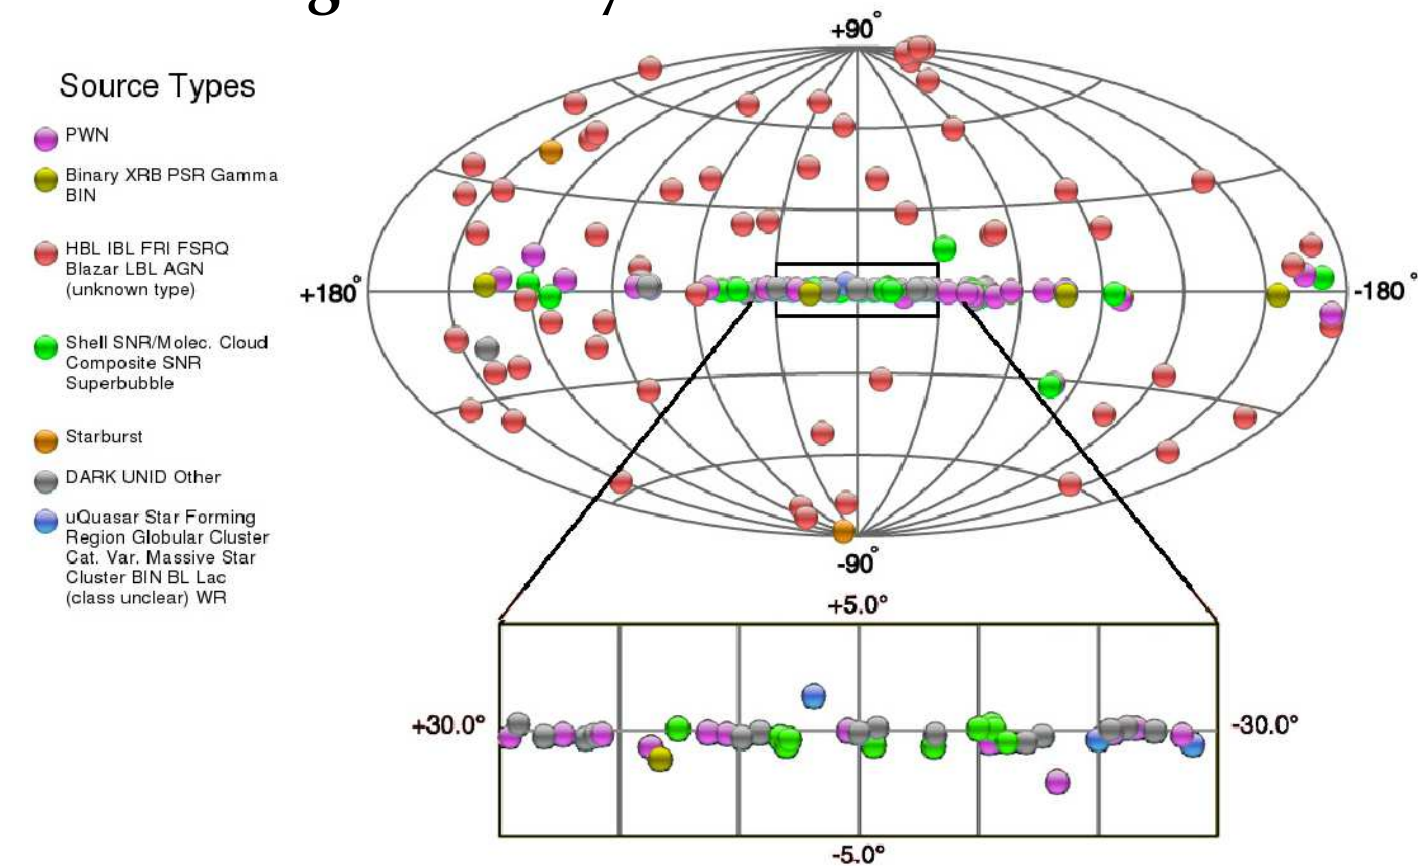 +90°
Source Types
PWN
Binary XRB PSR Gamma
BIN
HBL IBL FRI FSRQ
Blazar LBL AGN
(unknown type)
+180°
-180°
Shell SNR/Molec. Cloud
Composite SNR
Superbubble
Starburst
DARK UNID Other
uQuasar Star Forming
Region Globular Cluster
Cat. Var. Massive Star
Cluster BIN BL Lac
(class unclear) WR
-90°
+5.0°
+30.0°
-30.0°
-5.0°